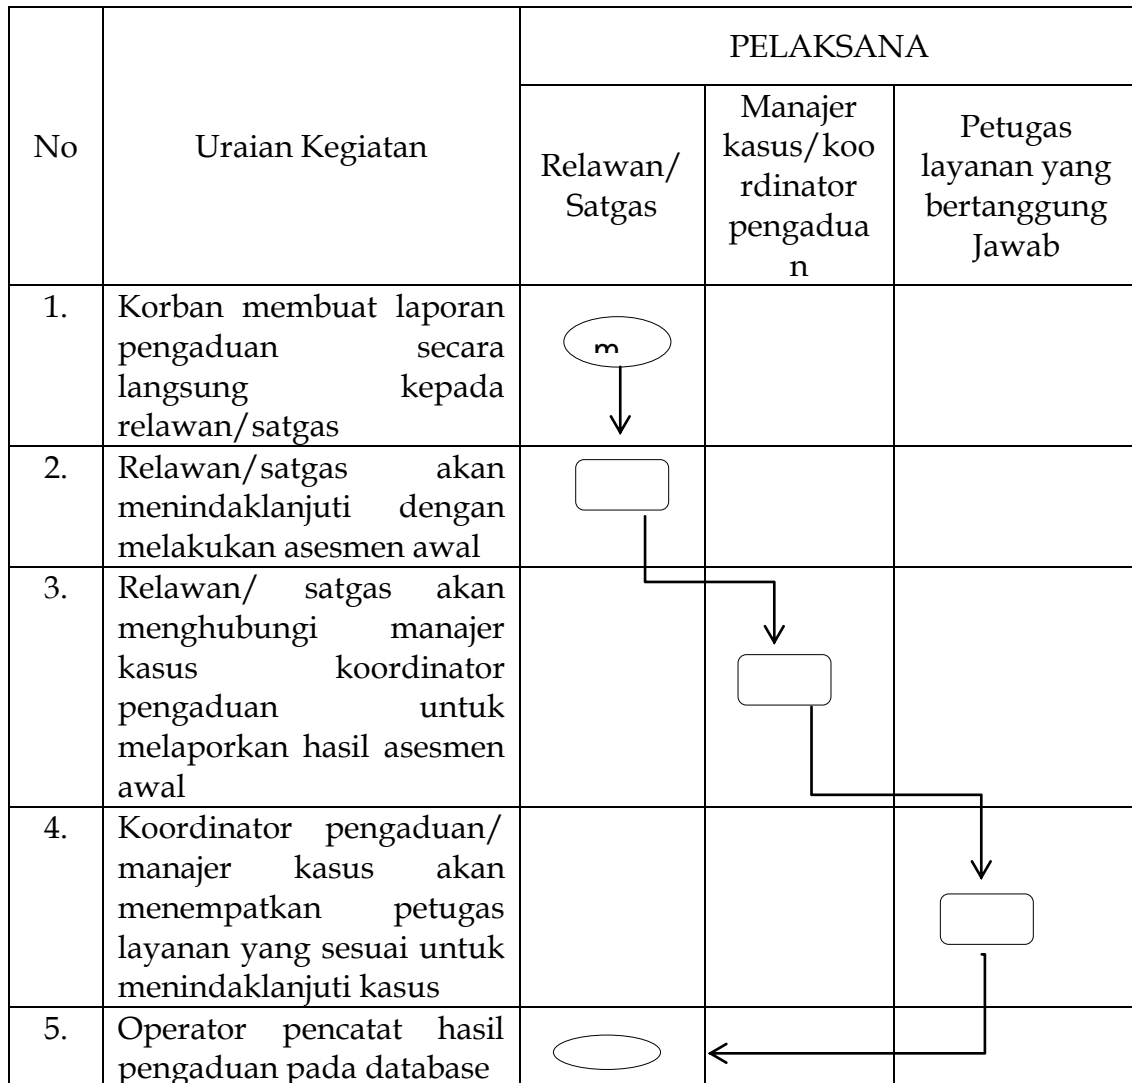 PELAKSANA
No
Uraian Kegiatan
Relawan/
Satgas
Manajer
kasus/koo
rdinator
pengadua
n
Petugas
layanan yang
bertanggung
Jawab
1.
Korban membuat laporan
pengaduan secara
langsung kepada
relawan/satgas
m
2.
Relawan/satgas akan
menindaklanjuti dengan
melakukan asesmen awal
3.
Relawan/ satgas akan
menghubungi manajer
kasus koordinator
pengaduan untuk
melaporkan hasil asesmen
awal
4.
Koordinator pengaduan/
manajer kasus akan
menempatkan petugas
layanan yang sesuai untuk
menindaklanjuti kasus
5.
Operator pencatat hasil
pengaduan pada database